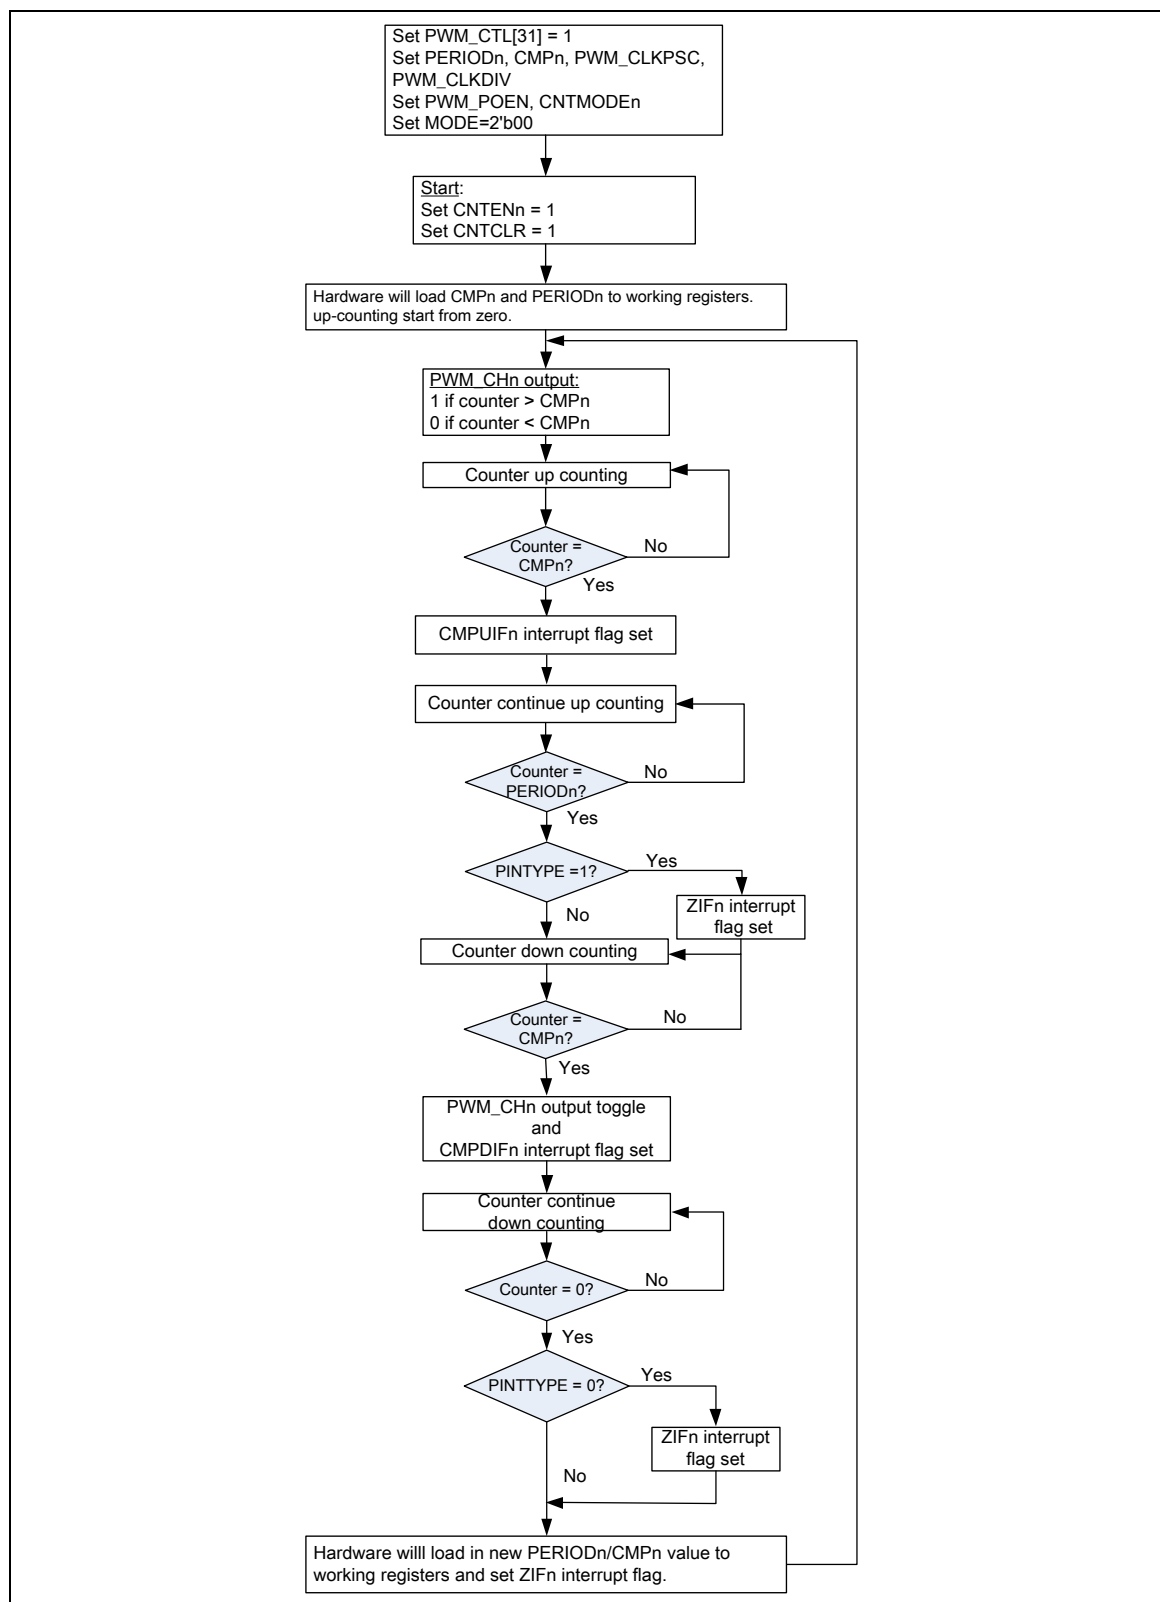 Set PWM_CTL[31] = 1
Set PERIODn, CMPn, PWM_CLKPSC,
PWM_CLKDIV
Set PWM_POEN, CNTMODEn
Set MODE=2'b00
Start:
Set CNTENn = 1
Set CNTCLR = 1
Hardware will load CMPn and PERIODn to working registers.
up-counting start from zero.
PWM_CHn output:
1 if counter > CMPn
0 if counter < CMPn
Counter up counting
Counter =
CMPn?
No
Yes
CMPUIFn interrupt flag set
Counter continue up counting
Counter =
PERIODn?
No
Yes
PINTYPE =1?
Yes
ZIFn interrupt
flag set
No
Counter down counting
Counter =
CMPn?
No
Yes
PWM_CHn output toggle
and
CMPDIFn interrupt flag set
Counter continue
down counting
Counter = 0?
No
Yes
PINTTYPE = 0?
Yes
ZIFn interrupt
flag set
No
Hardware willl load in new PERIODn/CMPn value to
working registers and set ZIFn interrupt flag.